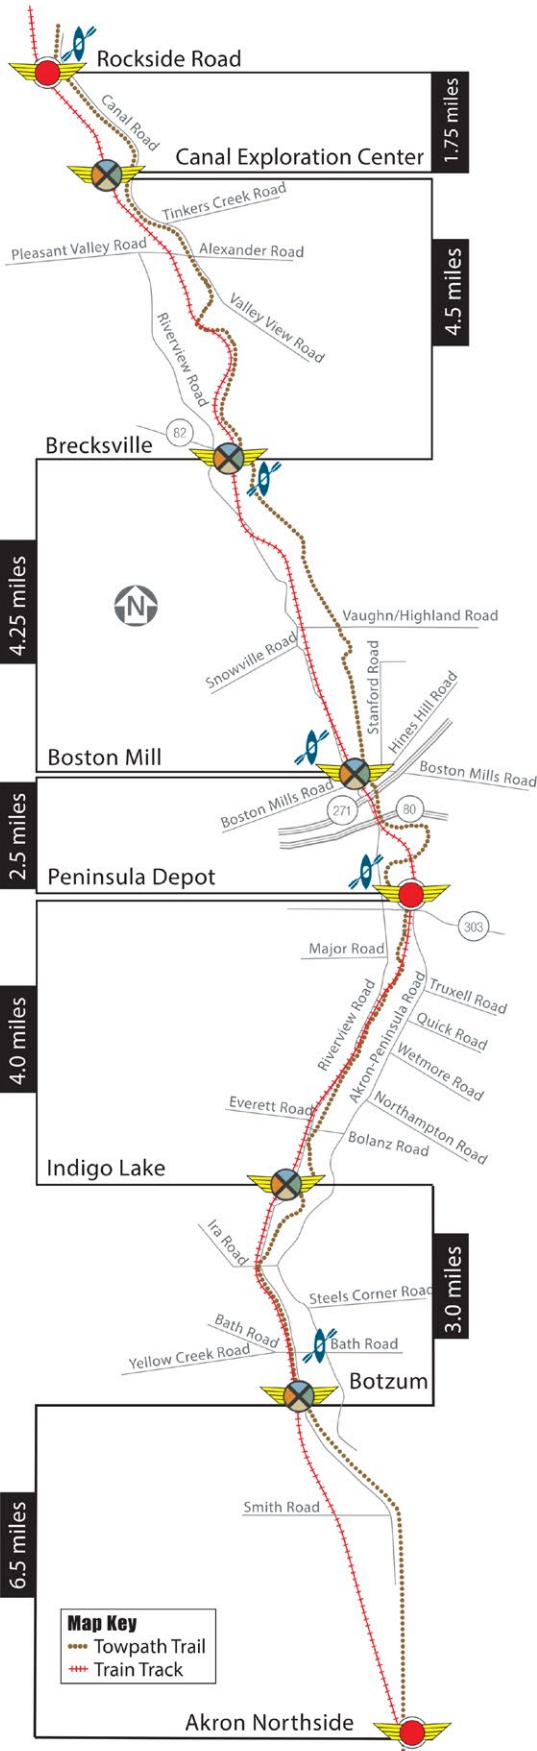 Rockside Road
1.75 miles
Canal Road
Canal Exploration Center
Tinkers Creek Road
Pleasant Valley Road
Alexander Road
4.5 miles
Valley View Road
Riverview Road
82
Brecksville
4.25 miles
N
Vaughn/Highland Road
Snowville Road
Stanford Road
Hines Hill Road
Boston Mill
Boston Mills Road
Boston Mills Road
271
80
2.5 miles
Peninsula Depot
303
Major Road
Truxell Road
Riverview Road
Akron-Peninsula Road
Quick Road
4.0 miles
Wetmore Road
Everett Road
Northampton Road
Bolanz Road
Indigo Lake
Ira Road
3.0 miles
Steels Corner Road
Bath Road
Bath Road
Yellow Creek Road
Botzum
6.5 miles
Smith Road
Map Key
Towpath Trail
Train Track
Akron Northside